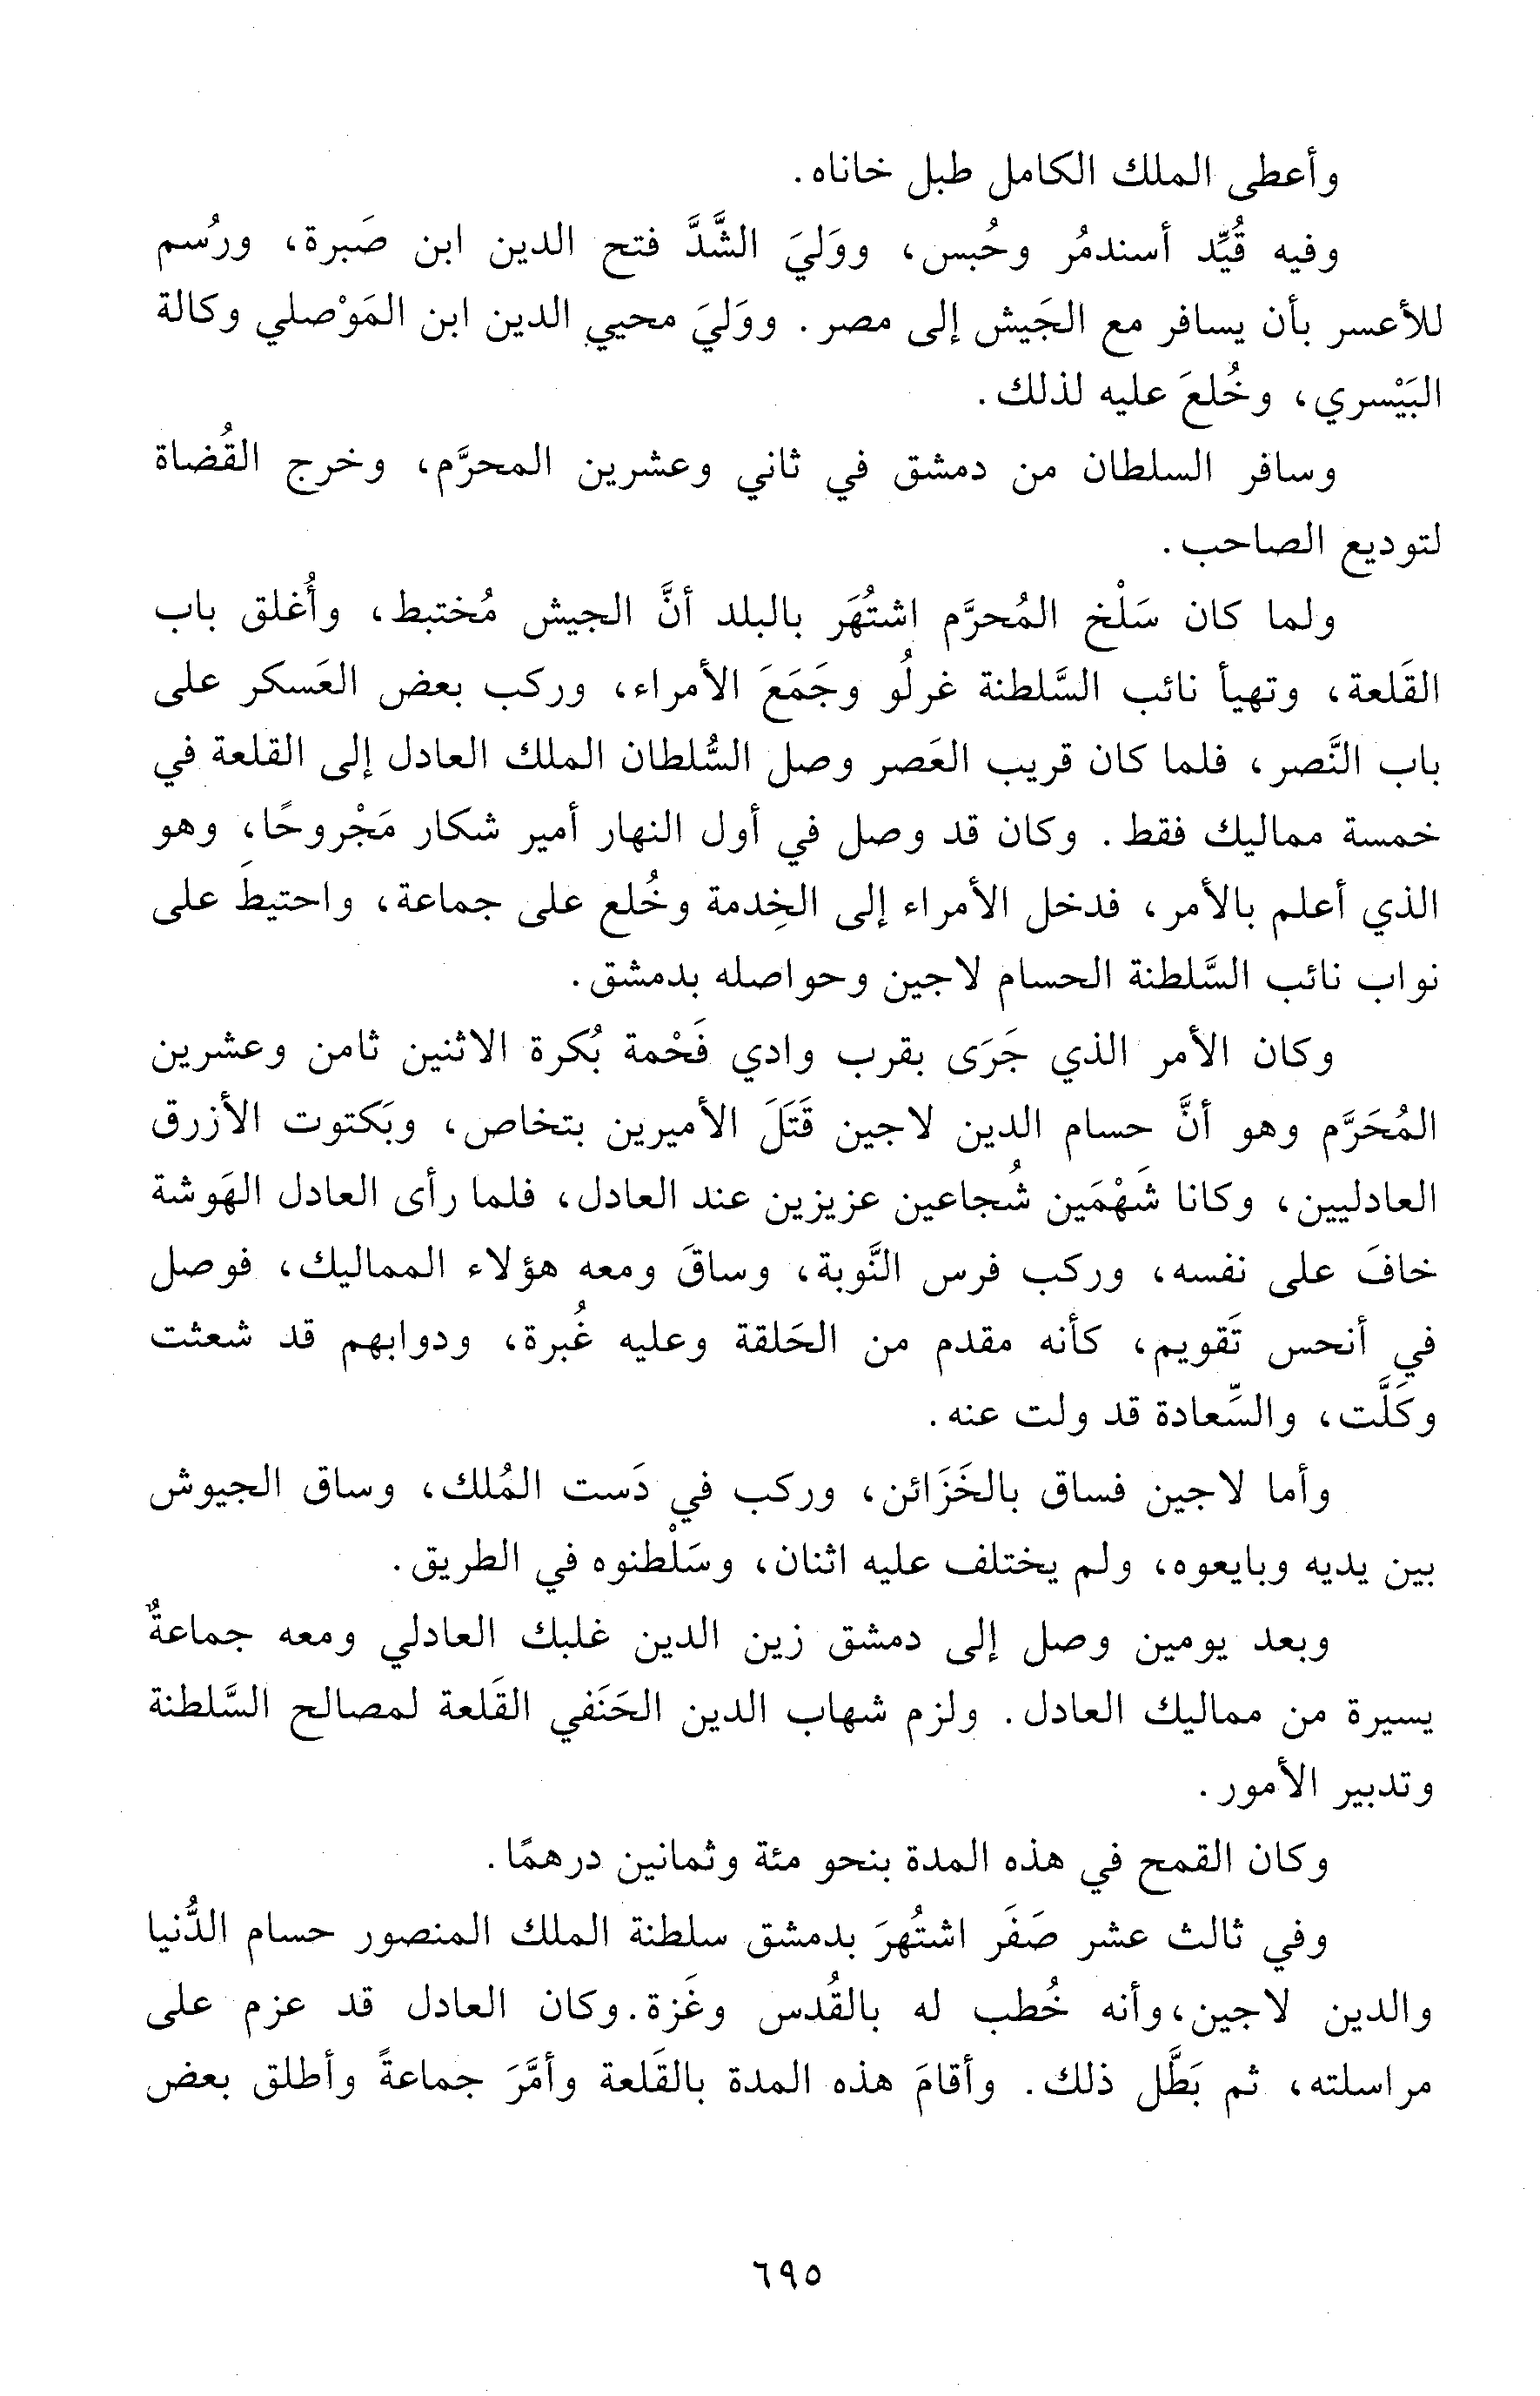 وأعطى الملك الكامل طبل خاناه.
وفيه قُيِّد أسندمُر وحُبس، ووَليَ الشَّدَّ فتح الدين ابن صَبرة، ورُسم
للأعسر بأن يسافر مع الجَيش إلى مصر. ووَليَ محيي الدين ابن المَوْصلي وكالة
البَيْسري، وخُلعَ عليه لذلك.
وسافر السلطان من دمشق في ثاني وعشرين المحرَّم، وخرج القُضاة
لتوديع الصاحب.
ولما كان سَلْخ المُحرَّم اشتُهَر بالبلد أنَّ الجيش مُختبط، وأُغلق باب
القَلعة، وتهيأ نائب السَّلطنة غرلُو وجَمَعَ الأمراء، وركب بعض العَسكر على
باب النَّصر، فلما كان قريب العَصر وصل السُّلطان الملك العادل إلى القلعة في
خمسة مماليك فقط. وكان قد وصل في أول النهار أمير شكار مَجْروحًا، وهو
الذي أعلم بالأمر، فدخل الأمراء إلى الخِدمة وخُلع على جماعة، واحتيطَ على
نواب نائب السَّلطنة الحسام لاجين وحواصله بدمشق.
وكان الأمر الذي جَرَى بقرب وادي فَحْمة بُكرة الاثنين ثامن وعشرين
المُحَرَّم وهو أنَّ حسام الدين لاجين قَتَلَ الأميرين بتخاص، وبَكتوت الأزرق
العادليين، وكانا شَهْمَين شُجاعين عزيزين عند العادل، فلما رأى العادل الهَوشة
خافَ على نفسه، وركب فرس النَّوبة، وساقَ ومعه هؤلاء المماليك، فوصل
في أنحس تَقويم، كأنه مقدم من الحَلقة وعليه غُبرة، ودوابهم قد شعثت
وكَلَّت، والسَّعادة قد ولت عنه.
وأما لاجين فساق بالخَزَائن، وركب في دَست المُلك، وساق الجيوش
بين يديه وبايعوه، ولم يختلف عليه اثنان، وسَلْطنوه في الطريق.
وبعد يومين وصل إلى دمشق زين الدين غلبك العادلي ومعه جماعةٌ
يسيرة من مماليك العادل. ولزم شهاب الدين الحَنَفي القَلعة لمصالح السَّلطنة
وتدبير الأمور.
وكان القمح في هذه المدة بنحو مئة وثمانين درهمًا.
وفي ثالث عشر صَفَر اشتُهرَ بدمشق سلطنة الملك المنصور حسام الدُّنيا
والدين لاجين،وأنه خُطب له بالقُدس وغَزة.وكان العادل قد عزم على
مراسلته، ثم بَطَّل ذلك. وأقامَ هذه المدة بالقَلعة وأمَّرَ جماعةً وأطلق بعض
٦٩٥